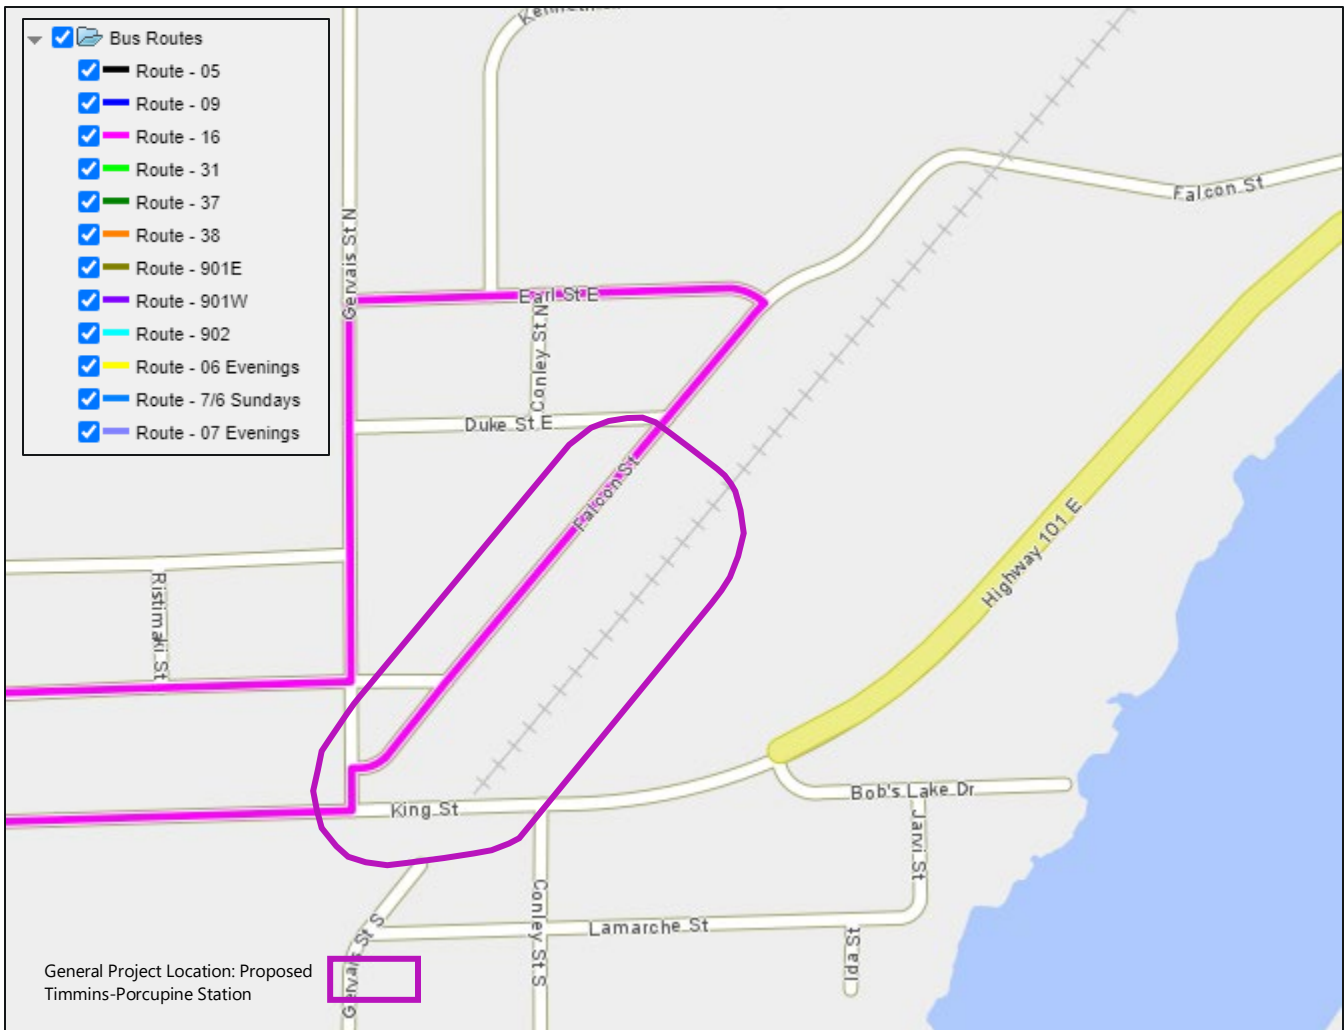 Bus Routes
Route - 05
Route - 09
Route - 16
Route - 31
Route - 37
Route - 38
Route - 901E
Route - 901W
Route - 902
Route - 06 Evenings
Route - 7/6 Sundays
Route - 07 Evenings
Gervais St N
Falcon St
Earl St E
Conley St N
Duke St E
Falcon St
Highway 101 E
Ristimaki St
King St
Bob's Lake Dr
Jarvi St
Conley St S
Lamarche St
Gervais St S
General Project Location: Proposed
Timmins-Porcupine Station